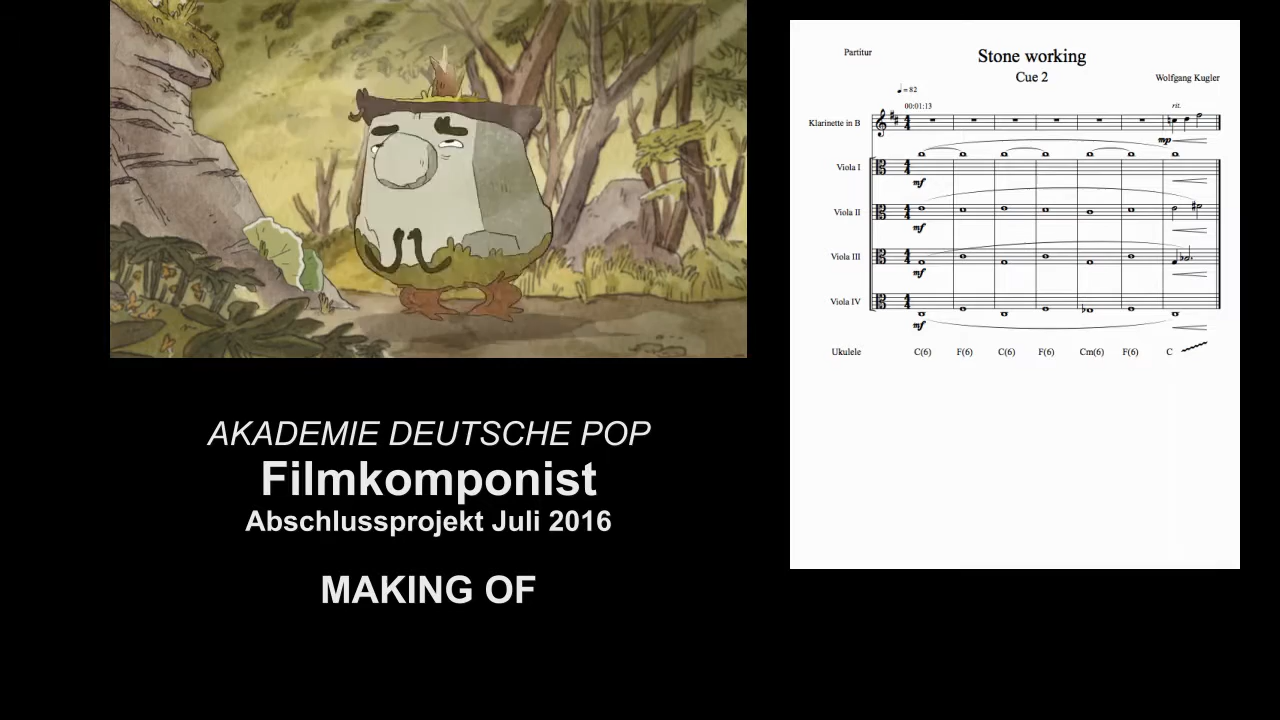 AKADEMIE DEUTSCHE POP
Filmkomponist
Abschlussprojekt Juli 2016
MAKING OF
Partitur
Stone working
Cue 2
Wolfgang Kugler
♩ = 82
00:01:13
rit.
Klarinette in B
mp
Viola I
mf
Viola II
mf
Viola III
mf
Viola IV
mf
Ukulele C(6) F(6) C(6) F(6) Cm(6) F(6) C